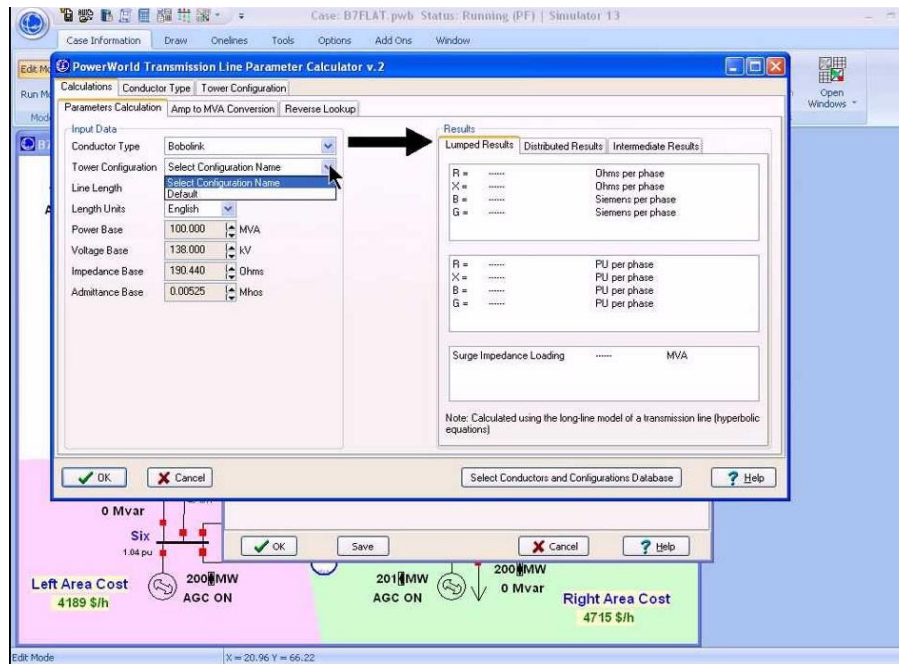 Case: B7FLAT.pwb Status: Running (PF) | Simulator 13
Case Information Draw Onelines Tools Options Add Ons Window
Edit Mo
Run Mo
Mod
Open
Windows
PowerWorld Transmission Line Parameter Calculator v.2
Calculations Conductor Type Tower Configuration
Parameters Calculation Amp to MVA Conversion Reverse Lookup
Input Data
Conductor Type Bobolink
Tower Configuration Select Configuration Name
Select Configuration Name
Line Length Default
Length Units English
Power Base 100.000 MVA
Voltage Base 138.000 kV
Impedance Base 190.440 Ohms
Admittance Base 0.00525 Mhos
Results
Lumped Results Distributed Results Intermediate Results
R = ------ Ohms per phase
X = ------ Ohms per phase
B = ------ Siemens per phase
G = ------ Siemens per phase
R = ------ PU per phase
X = ------ PU per phase
B = ------ PU per phase
G = ------ PU per phase
Surge Impedance Loading ------ MVA
Note: Calculated using the long-line model of a transmission line (hyperbolic
equations)
OK Cancel Select Conductors and Configurations Database ? Help
0 Mvar
Six
1.04 pu
OK Save Cancel ? Help
200 MW
AGC ON
201 MW
AGC ON
200 MW
0 Mvar
Left Area Cost
4189 $/h
Right Area Cost
4715 $/h
Edit Mode X = 20.96 Y = 66.22